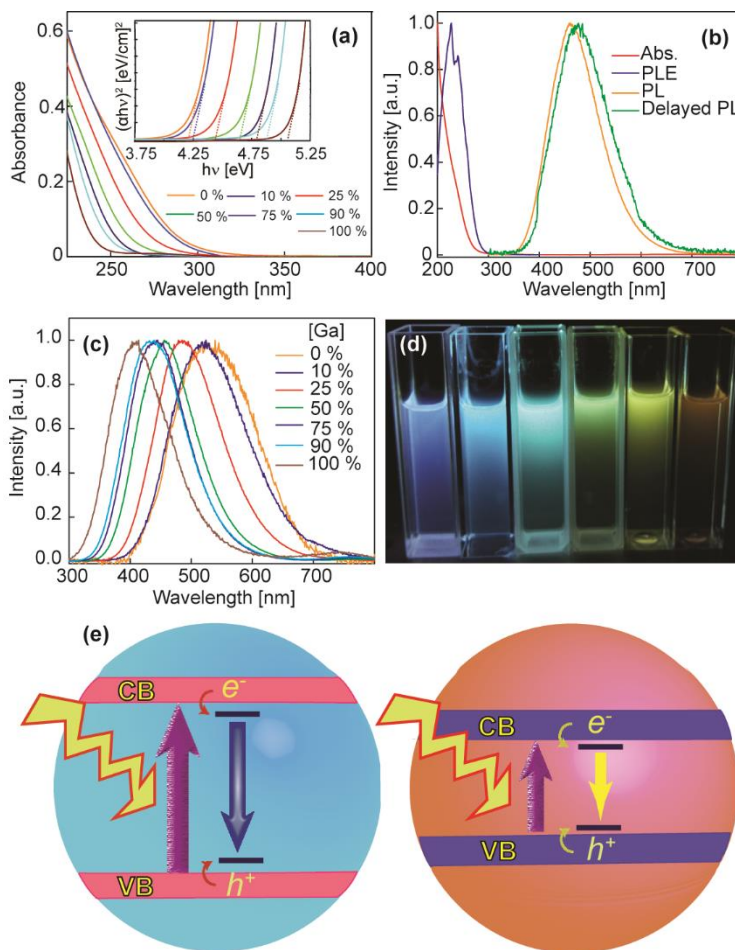 (a)
0.6
0.4
0.2
0
Absorbance
250
300
350
400
Wavelength [nm]
(αhν)² [eV/cm]²
3.75
4.25
4.75
5.25
hν [eV]
0 %
10 %
25 %
50 %
75 %
90 %
100 %
(b)
1.0
0.8
0.6
0.4
0.2
0.0
Intensity [a.u.]
200
300
400
500
600
700
Wavelength [nm]
Abs.
PLE
PL
Delayed PL
(c)
1.0
0.8
0.6
0.4
0.2
0.0
Intensity [a.u.]
300
400
500
600
700
Wavelength [nm]
[Ga]
0 %
10 %
25 %
50 %
75 %
90 %
100 %
(d)
(e)
CB
e-
VB
h+
CB
e-
VB
h+